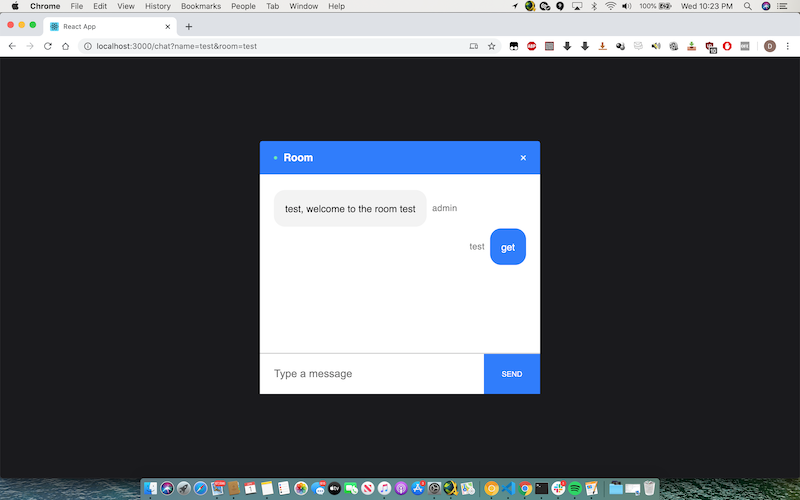 Chrome File Edit View History Bookmarks People Tab Window Help 100% Wed 10:23 PM
React App
localhost:3000/chat?name=test&room=test
Room
test, welcome to the room test admin
test get
Type a message SEND